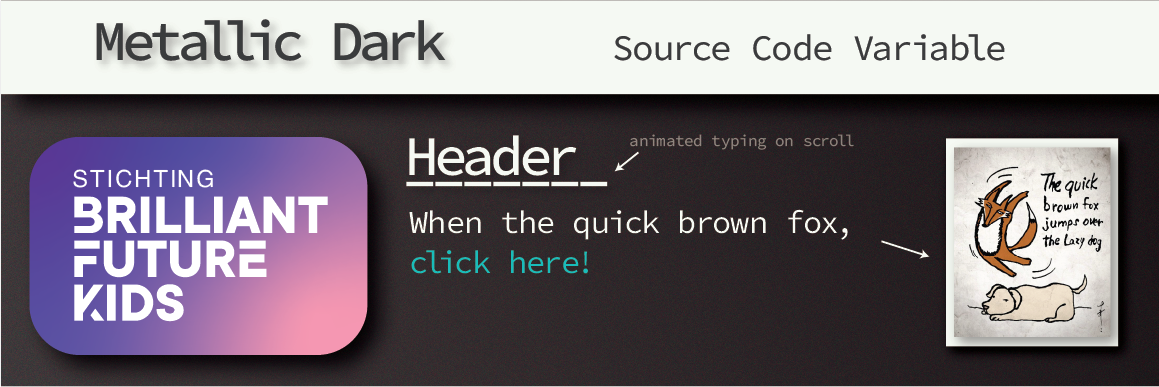 Metallic Dark
Source Code Variable
STICHTING
BRILLIANT
FUTURE
KIDS
Header_
animated typing on scroll
When the quick brown fox,
click here!
The quick
brown fox
jumps over
the lazy dog